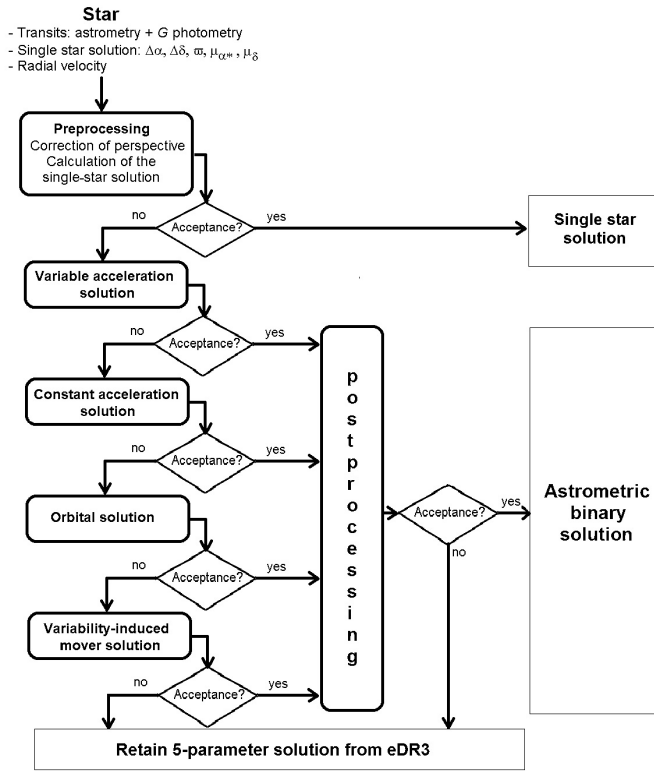 Star
- Transits: astrometry + G photometry
- Single star solution: Δα, Δδ, ϖ, μα*, μδ
- Radial velocity
Preprocessing
Correction of perspective
Calculation of the
single-star solution
no
Acceptance?
yes
Single star
solution
Variable acceleration
solution
no
Acceptance?
yes
Constant acceleration
solution
no
Acceptance?
yes
Orbital solution
no
Acceptance?
yes
Variability-induced
mover solution
no
Acceptance?
yes
p
o
s
t
p
r
o
c
e
s
s
i
n
g
Acceptance?
yes
no
Astrometric
binary
solution
Retain 5-parameter solution from eDR3